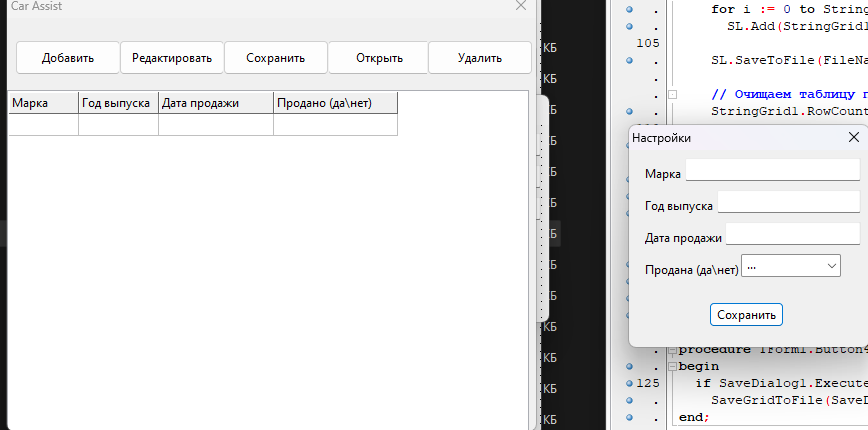 Car Assist
Добавить
Редактировать
Сохранить
Открыть
Удалить
Марка
Год выпуска
Дата продажи
Продано (да\нет)
КБ
КБ
КБ
КБ
КБ
КБ
КБ
КБ
КБ
КБ
КБ
КБ
КБ
for i := 0 to String
SL.Add(StringGrid1
105
SL.SaveToFile(FileNa
// Очищаем таблицу п
StringGrid1.RowCount
Настройки
Марка
Год выпуска
Дата продажи
Продана (да\нет)
...
Сохранить
procedure TForm1.Button4
begin
125
if SaveDialog1.Execute
SaveGridToFile(SaveD
end;